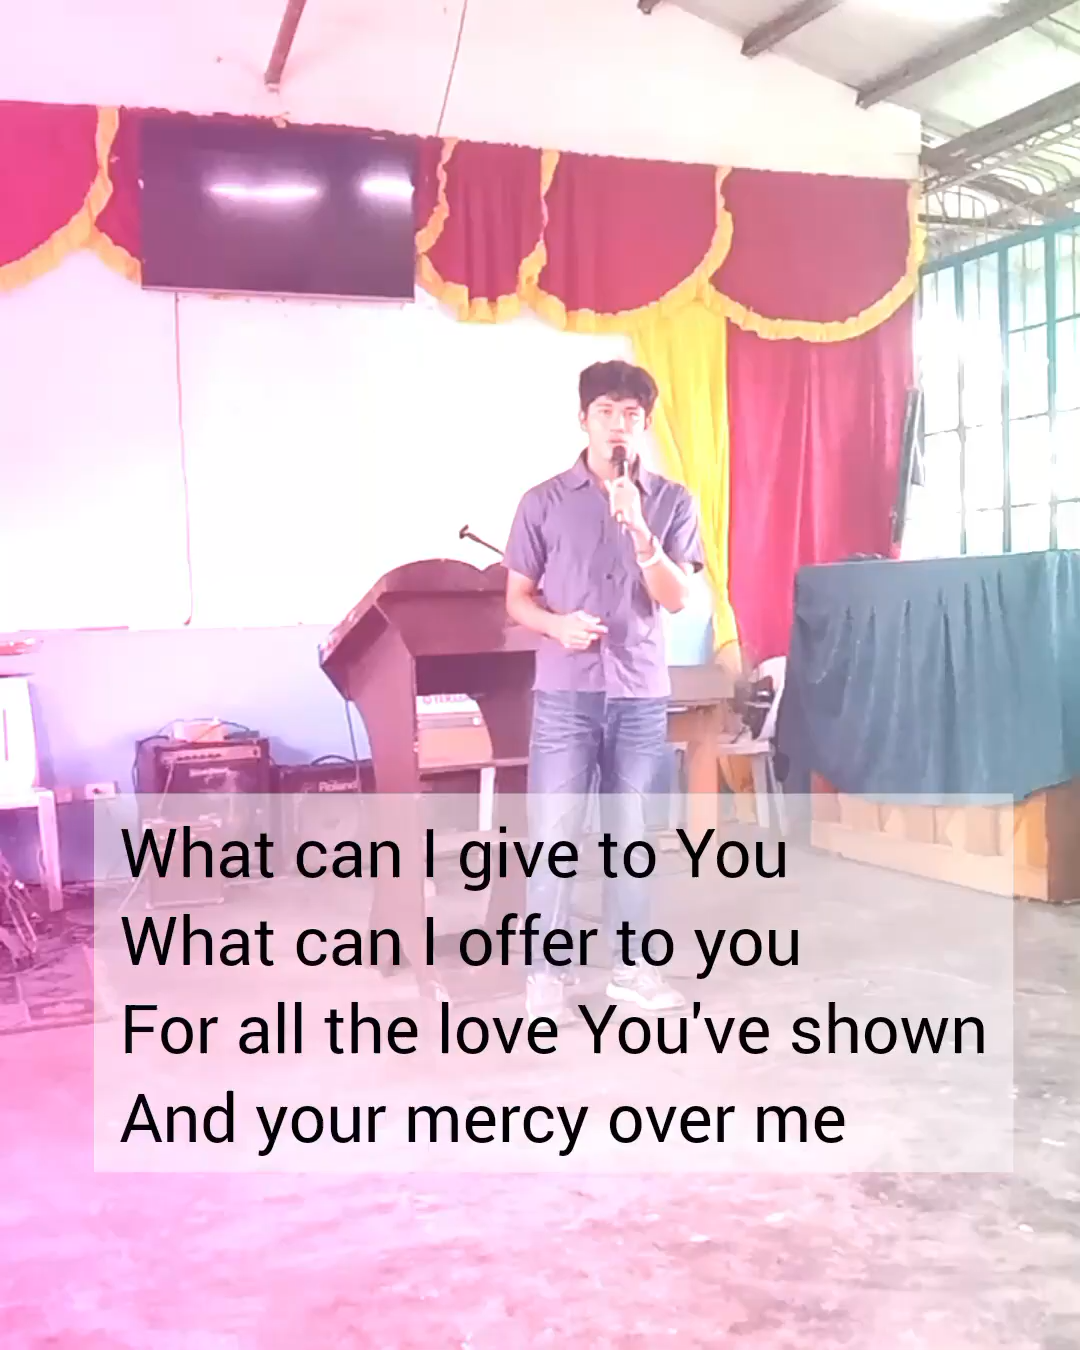 Roland
What can I give to You
What can I offer to you
For all the love You've shown
And your mercy over me